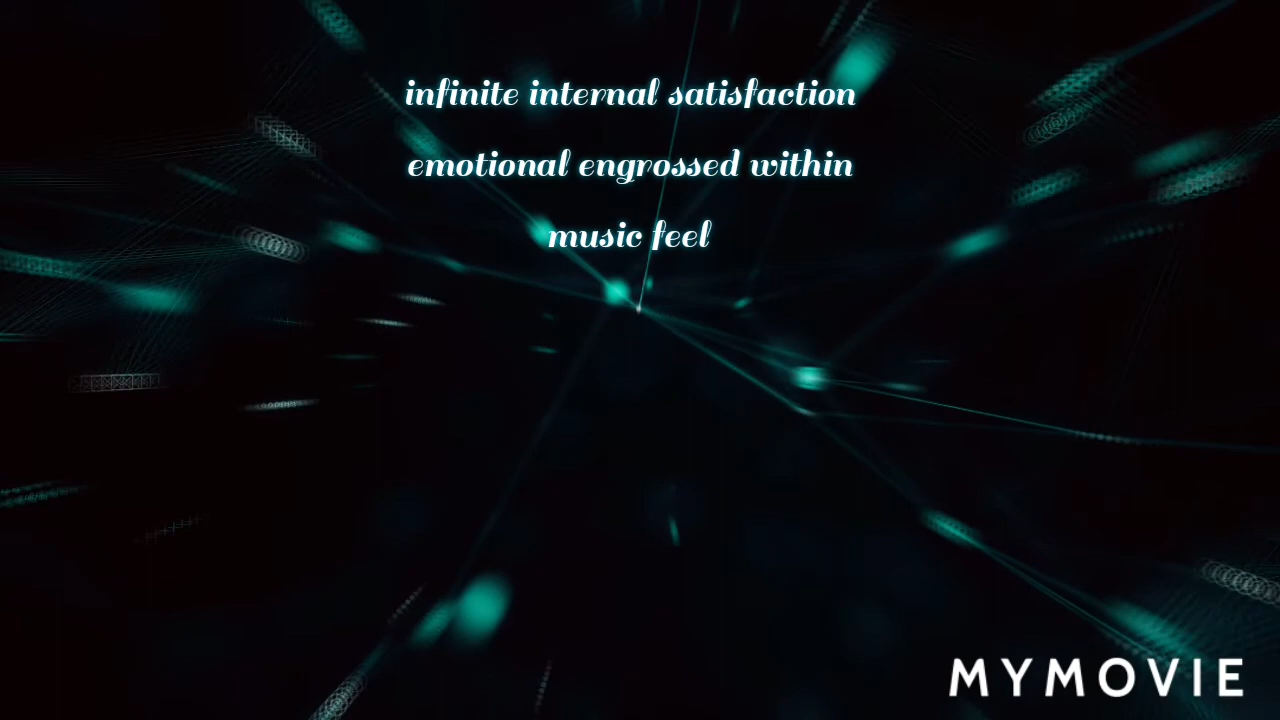 infinite internal satisfaction
emotional engrossed within
music feel
MYMOVIE